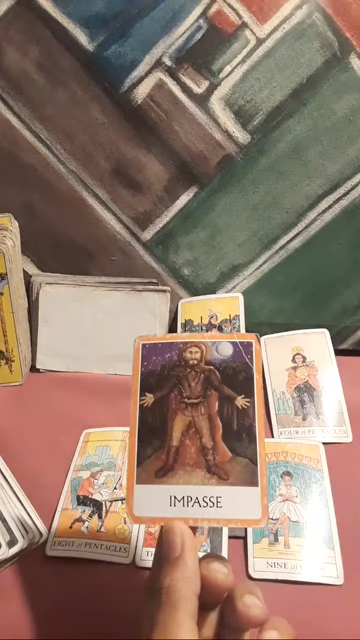 FOUR OF PENTACLES
IMPASSE
EIGHT OF PENTACLES
NINE OF